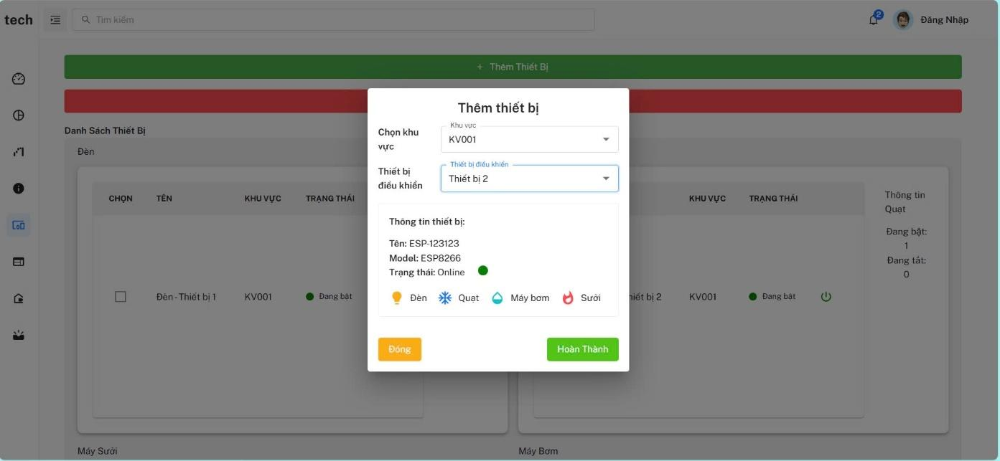 tech
Tìm kiếm
2
Đăng Nhập
+ Thêm Thiết Bị
Danh Sách Thiết Bị
Đèn
CHỌN TÊN KHU VỰC TRẠNG THÁI
Đèn - Thiết bị 1 KV001 Đang bật
Thêm thiết bị
Chọn khu
vực
Khu vực
KV001
Thiết bị
điều khiển
Thiết bị điều khiển
Thiết bị 2
Thông tin thiết bị:
Tên: ESP-123123
Model: ESP8266
Trạng thái: Online
Đèn Quạt Máy bơm Sưởi
Đóng
Hoàn Thành
KHU VỰC TRẠNG THÁI
bị 2 KV001 Đang bật
Thông tin
Quạt
Đang bật:
1
Đang tắt:
0
Máy Sưởi
Máy Bơm